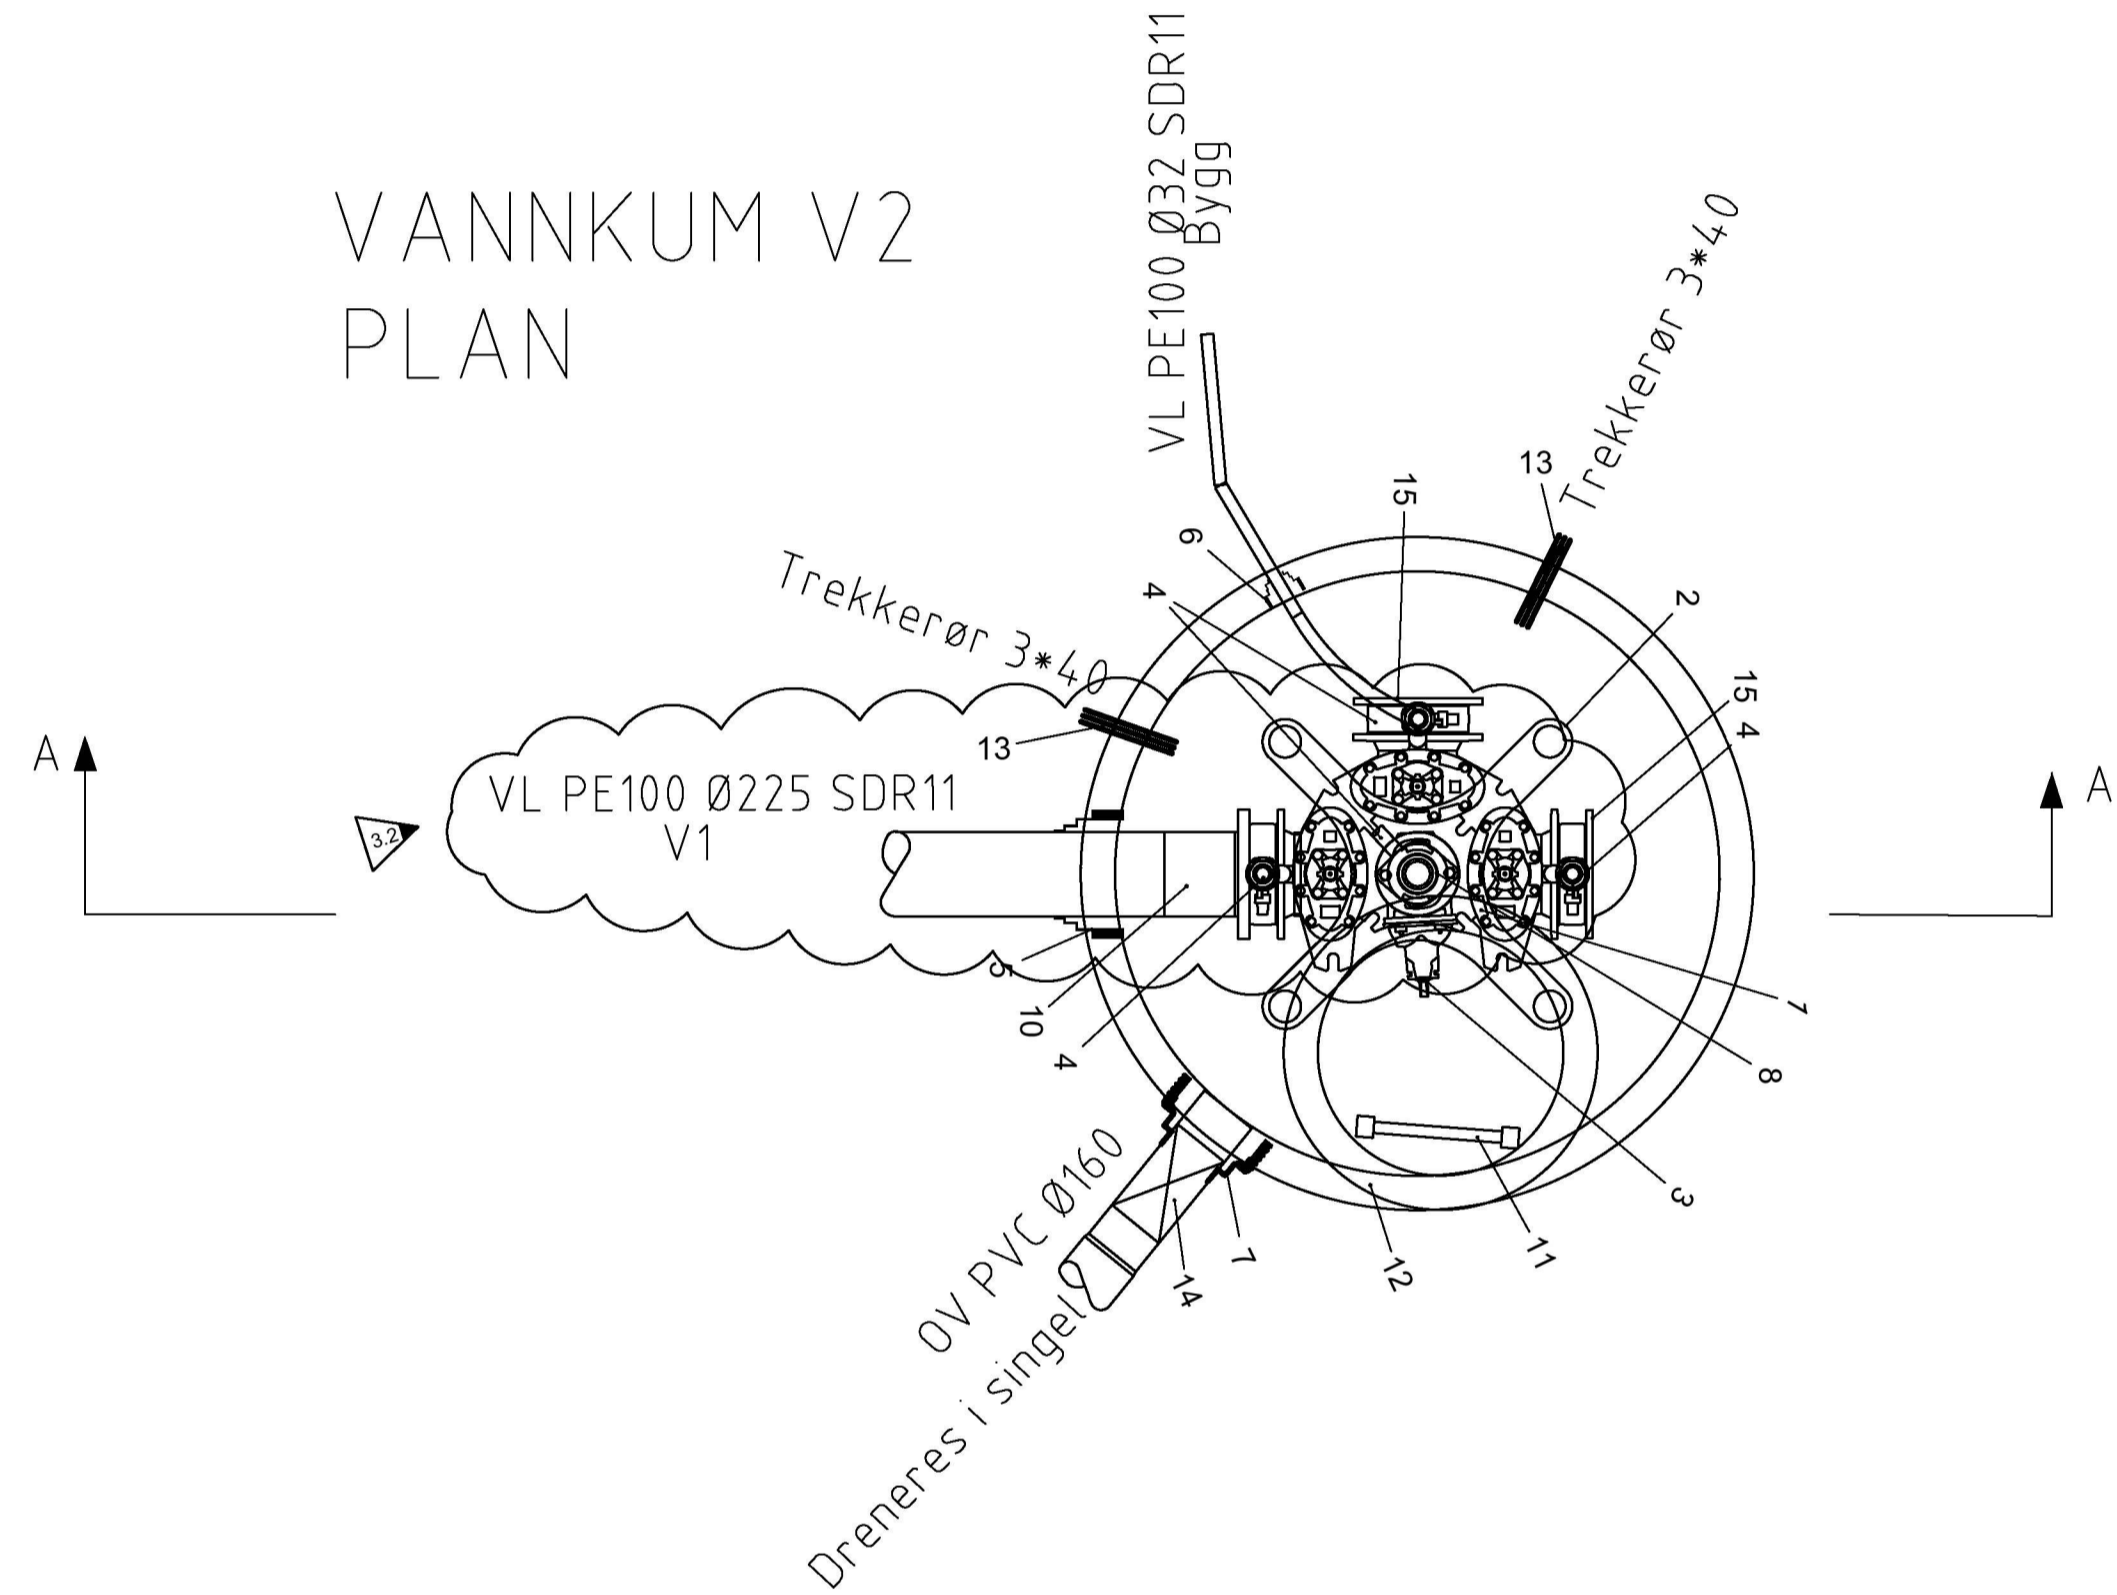 VANNKUM V2
PLAN
VL PE100 Ø32 SDR11
Bygg
Trekkerør 3*40
13
15
6
4
2
Trekkerør 3*40
15
4
13
A
A
VL PE100 Ø225 SDR11
V1
3.2
5
10
4
1
8
3
OV PVC Ø160
Dreneres i singel
7
14
12
11